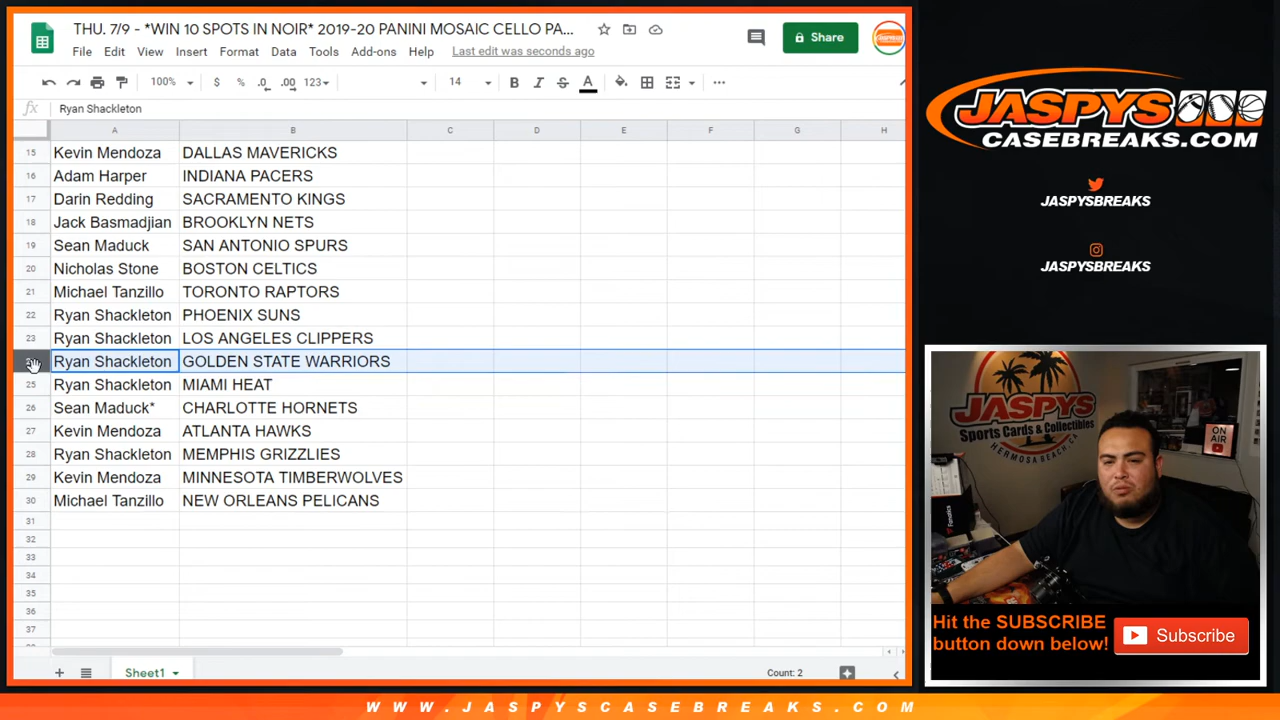 THU. 7/9 - *WIN 10 SPOTS IN NOIR* 2019-20 PANINI MOSAIC CELLO PA...
File Edit View Insert Format Data Tools Add-ons Help Last edit was seconds ago
Share
100% $ % .0 .00 123 14 B I S A
fx Ryan Shackleton
A B C D E F G H
15 Kevin Mendoza DALLAS MAVERICKS
16 Adam Harper INDIANA PACERS
17 Darin Redding SACRAMENTO KINGS
18 Jack Basmadjian BROOKLYN NETS
19 Sean Maduck SAN ANTONIO SPURS
20 Nicholas Stone BOSTON CELTICS
21 Michael Tanzillo TORONTO RAPTORS
22 Ryan Shackleton PHOENIX SUNS
23 Ryan Shackleton LOS ANGELES CLIPPERS
Ryan Shackleton GOLDEN STATE WARRIORS
25 Ryan Shackleton MIAMI HEAT
26 Sean Maduck* CHARLOTTE HORNETS
27 Kevin Mendoza ATLANTA HAWKS
28 Ryan Shackleton MEMPHIS GRIZZLIES
29 Kevin Mendoza MINNESOTA TIMBERWOLVES
30 Michael Tanzillo NEW ORLEANS PELICANS
31
32
33
34
35
36
37
Sheet1
Count: 2
JASPYS
CASEBREAKS.COM
JASPYSBREAKS
JASPYSBREAKS
JASPYS
Sports Cards & Collectibles
HERMOSA BEACH, CA
ON
AIR
Fanatics
Hit the SUBSCRIBE
button down below!
Subscribe
WWW.JASPYSCASEBREAKS.COM